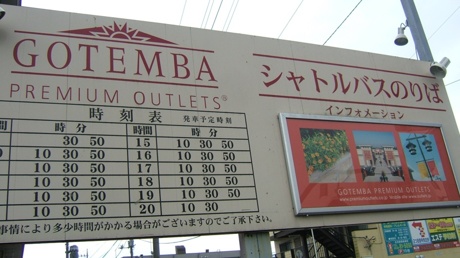 GOTEMBA
PREMIUM OUTLETS®
シャトルバスのりば
インフォメーション
時刻表 発車予定時刻
時間 時分 時間 時分
30 50 15 10 30 50
10 30 50 16 10 30 50
10 30 50 17 10 30 50
10 30 50 18 10 30 50
10 30 50 19 10 30 50
10 30 50 20 10 30
事情により多少時間がかかる場合がございますのでご了承下さい。
GOTEMBA PREMIUM OUTLETS